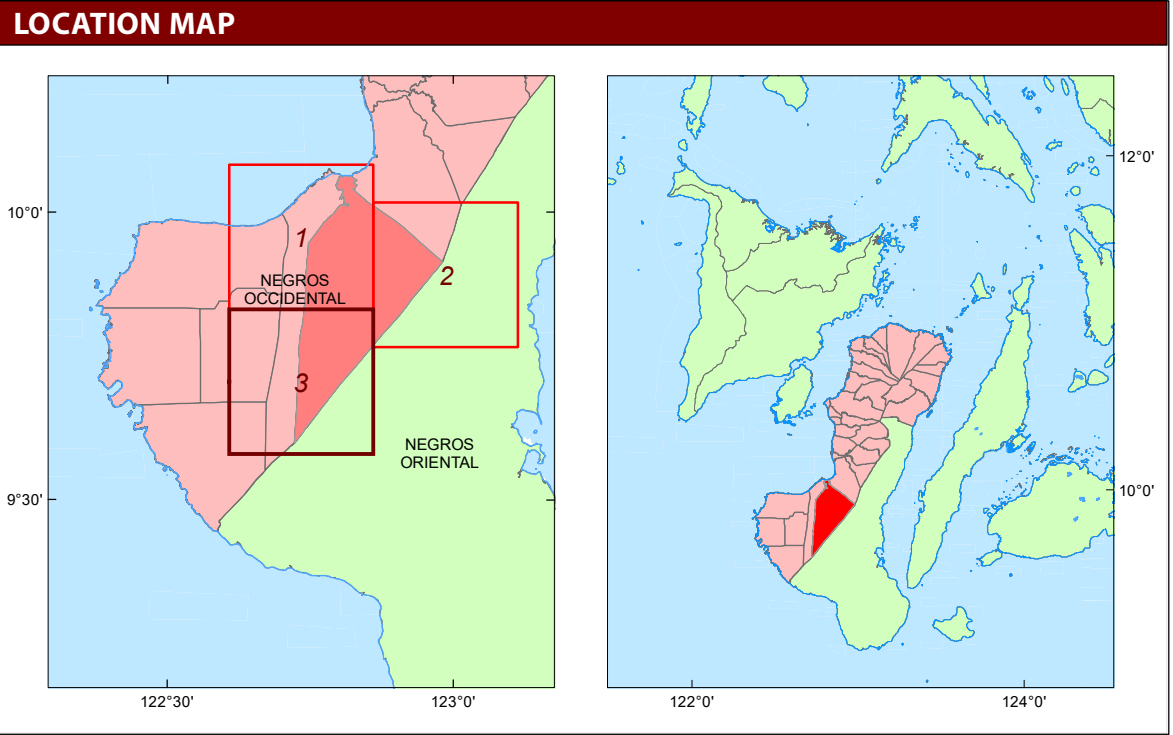 LOCATION MAP
10°0'
9°30'
122°30'
123°0'
1
2
3
NEGROS
OCCIDENTAL
NEGROS
ORIENTAL
12°0'
10°0'
122°0'
124°0'